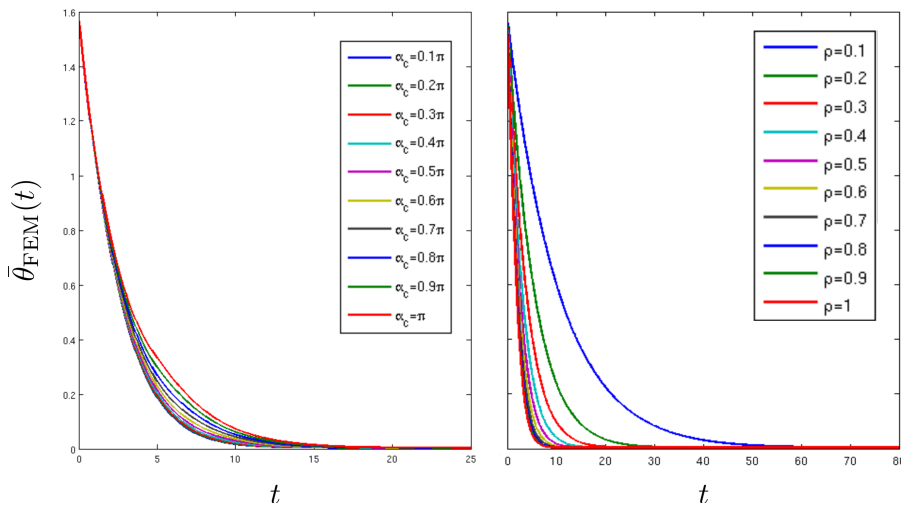 1.6
1.4
1.2
1
0.8
0.6
0.4
0.2
0
θ̄FEM(t)
0 5 10 15 20 25
t
αc=0.1π
αc=0.2π
αc=0.3π
αc=0.4π
αc=0.5π
αc=0.6π
αc=0.7π
αc=0.8π
αc=0.9π
αc=π
ρ=0.1
ρ=0.2
ρ=0.3
ρ=0.4
ρ=0.5
ρ=0.6
ρ=0.7
ρ=0.8
ρ=0.9
ρ=1
0 10 20 30 40 50 60 70 80
t